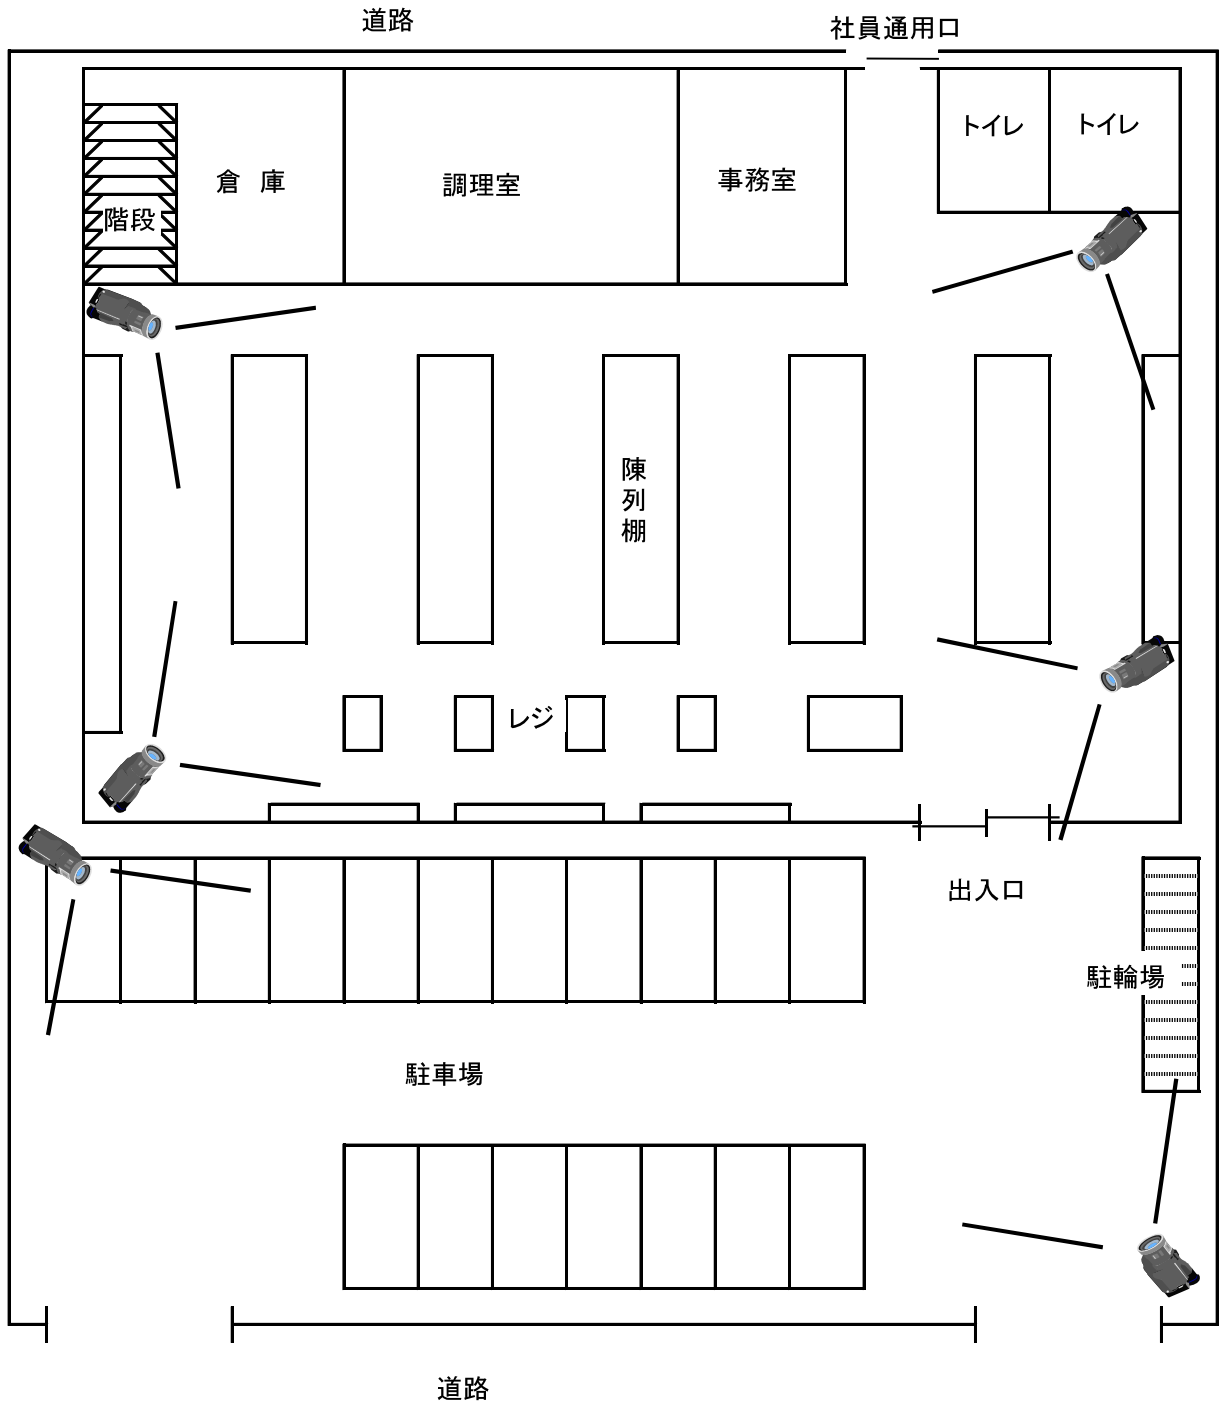 道路
社員通用口
トイレ
トイレ
倉 庫
調理室
事務室
階段
陳列棚
レジ
出入口
駐輪場
駐車場
道路